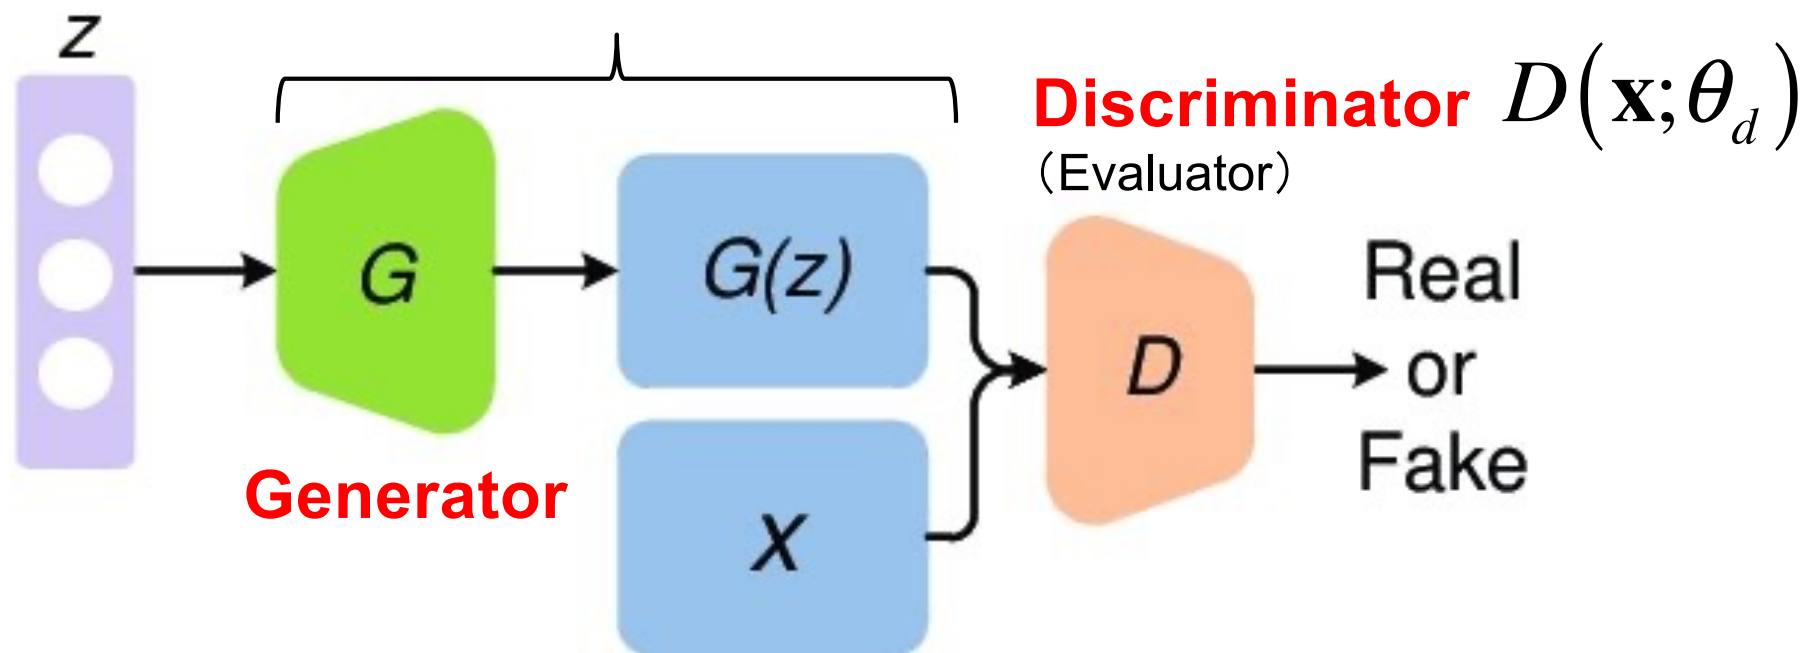 z
Discriminator D(x;θ_d)
（Evaluator）
G
G(z)
D
Real
or
Fake
Generator
x